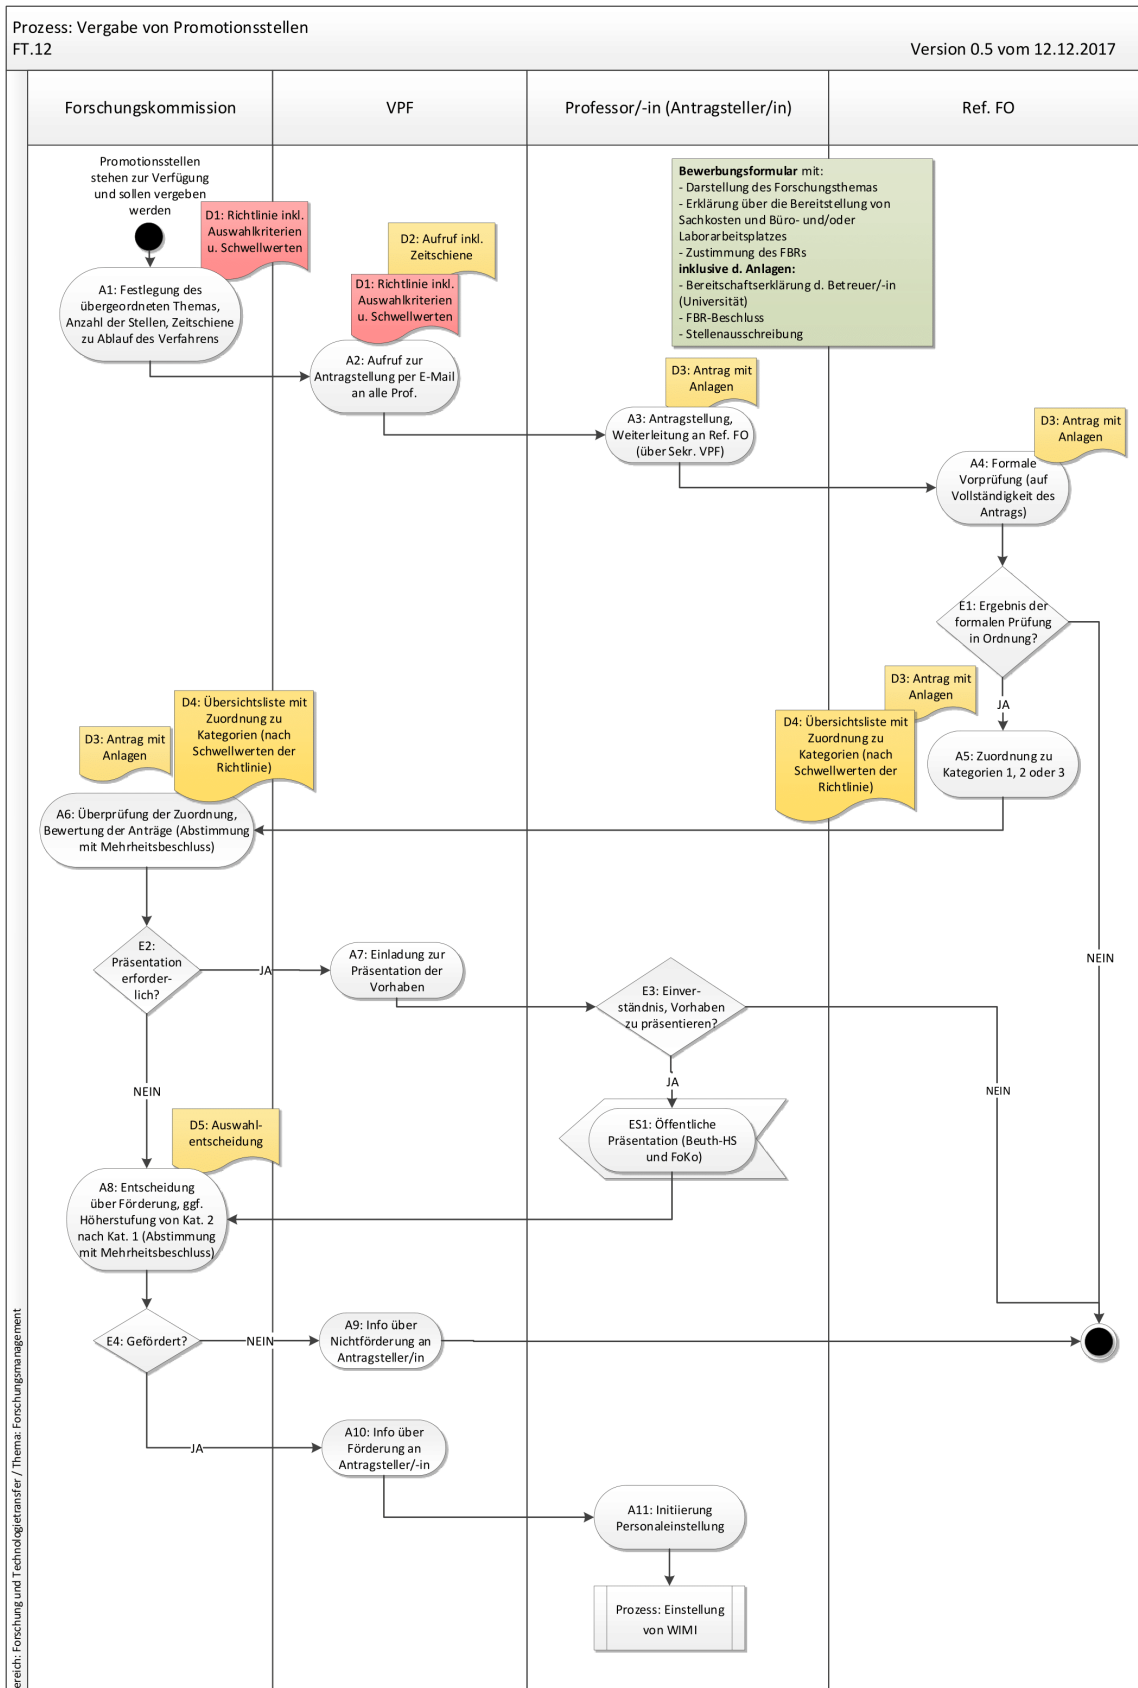 Prozess: Vergabe von Promotionsstellen
FT.12
Version 0.5 vom 12.12.2017
Forschungskommission
VPF
Professor/-in (Antragsteller/in)
Ref. FO
Promotionsstellen
stehen zur Verfügung
und sollen vergeben
werden
D1: Richtlinie inkl.
Auswahlkriterien
u. Schwellwerten
A1: Festlegung des
übergeordneten Themas,
Anzahl der Stellen, Zeitschiene
zu Ablauf des Verfahrens
D2: Aufruf inkl.
Zeitschiene
D1: Richtlinie inkl.
Auswahlkriterien
u. Schwellwerten
A2: Aufruf zur
Antragstellung per E-Mail
an alle Prof.
Bewerbungsformular mit:
- Darstellung des Forschungsthemas
- Erklärung über die Bereitstellung von
Sachkosten und Büro- und/oder
Laborarbeitsplatzes
- Zustimmung des FBRs
inklusive d. Anlagen:
- Bereitschaftserklärung d. Betreuer/-in
(Universität)
- FBR-Beschluss
- Stellenausschreibung
D3: Antrag mit
Anlagen
A3: Antragstellung,
Weiterleitung an Ref. FO
(über Sekr. VPF)
D3: Antrag mit
Anlagen
A4: Formale
Vorprüfung (auf
Vollständigkeit des
Antrags)
E1: Ergebnis der
formalen Prüfung
in Ordnung?
JA
NEIN
D3: Antrag mit
Anlagen
D4: Übersichtsliste mit
Zuordnung zu
Kategorien (nach
Schwellwerten der
Richtlinie)
A5: Zuordnung zu
Kategorien 1, 2 oder 3
D4: Übersichtsliste mit
Zuordnung zu
Kategorien (nach
Schwellwerten der
Richtlinie)
D3: Antrag mit
Anlagen
A6: Überprüfung der Zuordnung,
Bewertung der Anträge (Abstimmung
mit Mehrheitsbeschluss)
E2:
Präsentation
erforder-
lich?
JA
NEIN
A7: Einladung zur
Präsentation der
Vorhaben
E3: Einver-
ständnis, Vorhaben
zu präsentieren?
JA
NEIN
ES1: Öffentliche
Präsentation (Beuth-HS
und FoKo)
D5: Auswahl-
entscheidung
A8: Entscheidung
über Förderung, ggf.
Höherstufung von Kat. 2
nach Kat. 1 (Abstimmung
mit Mehrheitsbeschluss)
E4: Gefördert?
NEIN
JA
A9: Info über
Nichtförderung an
Antragsteller/in
A10: Info über
Förderung an
Antragsteller/-in
A11: Initiierung
Personaleinstellung
Prozess: Einstellung
von WIMI
ereich: Forschung und Technologietransfer / Thema: Forschungsmanagement